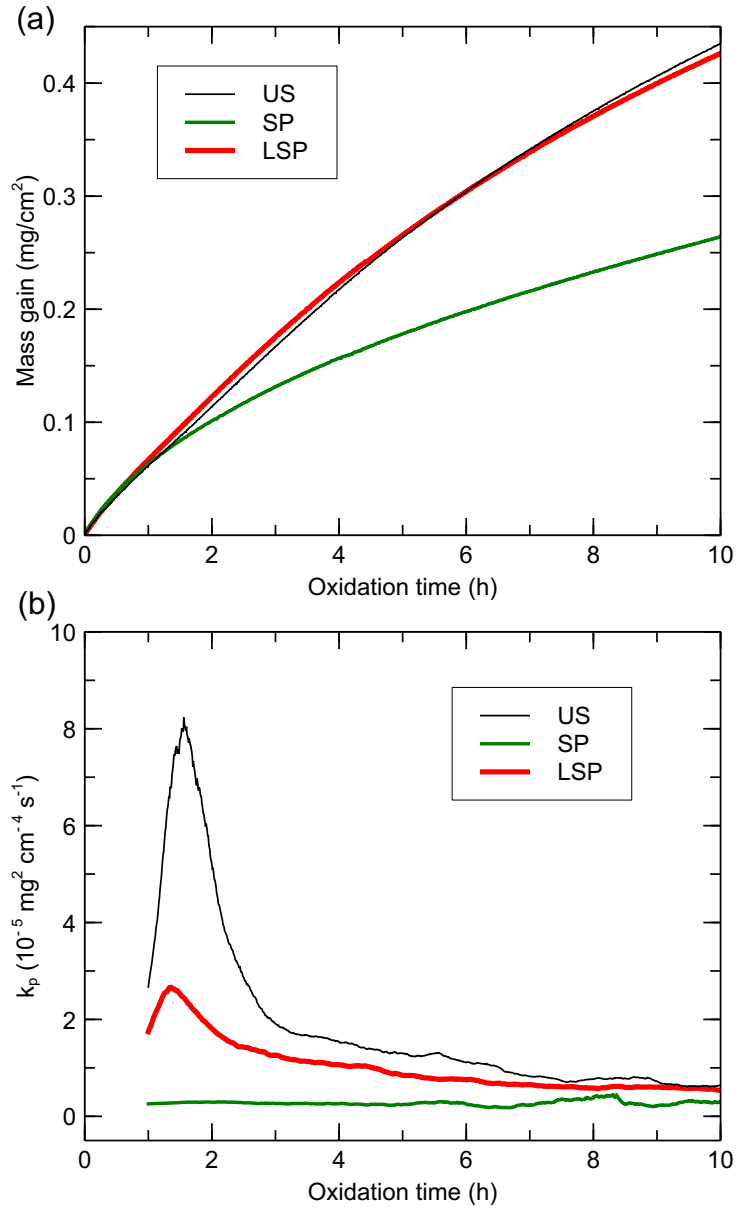 (a)
0.4
0.3
0.2
0.1
0
Mass gain (mg/cm²)
US
SP
LSP
0 2 4 6 8 10
Oxidation time (h)
(b)
10
8
6
4
2
0
kₚ (10⁻⁵ mg² cm⁻⁴ s⁻¹)
US
SP
LSP
0 2 4 6 8 10
Oxidation time (h)